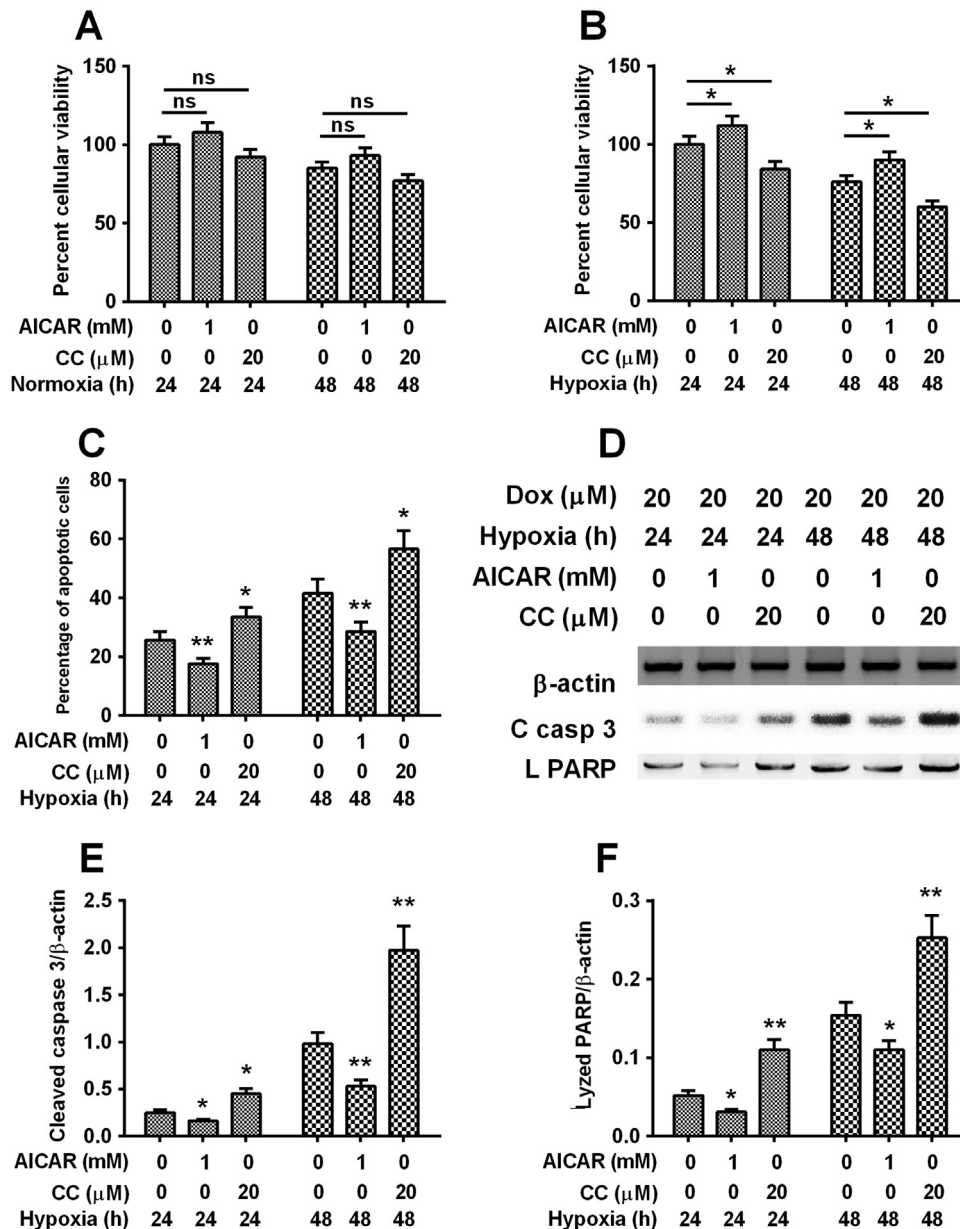 A
Percent cellular viability
150
100
50
0
ns
ns
ns
ns
AICAR (mM) 0 1 0 0 1 0
CC (μM) 0 0 20 0 0 20
Normoxia (h) 24 24 24 48 48 48
B
Percent cellular viability
150
100
50
0
*
*
*
*
AICAR (mM) 0 1 0 0 1 0
CC (μM) 0 0 20 0 0 20
Hypoxia (h) 24 24 24 48 48 48
C
Percentage of apoptotic cells
80
60
40
20
0
** * ** *
AICAR (mM) 0 1 0 0 1 0
CC (μM) 0 0 20 0 0 20
Hypoxia (h) 24 24 24 48 48 48
D
Dox (μM) 20 20 20 20 20 20
Hypoxia (h) 24 24 24 48 48 48
AICAR (mM) 0 1 0 0 1 0
CC (μM) 0 0 20 0 0 20
β-actin
C casp 3
L PARP
E
Cleaved caspase 3/β-actin
2.5
2.0
1.5
1.0
0.5
0.0
* * ** **
AICAR (mM) 0 1 0 0 1 0
CC (μM) 0 0 20 0 0 20
Hypoxia (h) 24 24 24 48 48 48
F
Lyzed PARP/β-actin
0.3
0.2
0.1
0.0
* ** * **
AICAR (mM) 0 1 0 0 1 0
CC (μM) 0 0 20 0 0 20
Hypoxia (h) 24 24 24 48 48 48